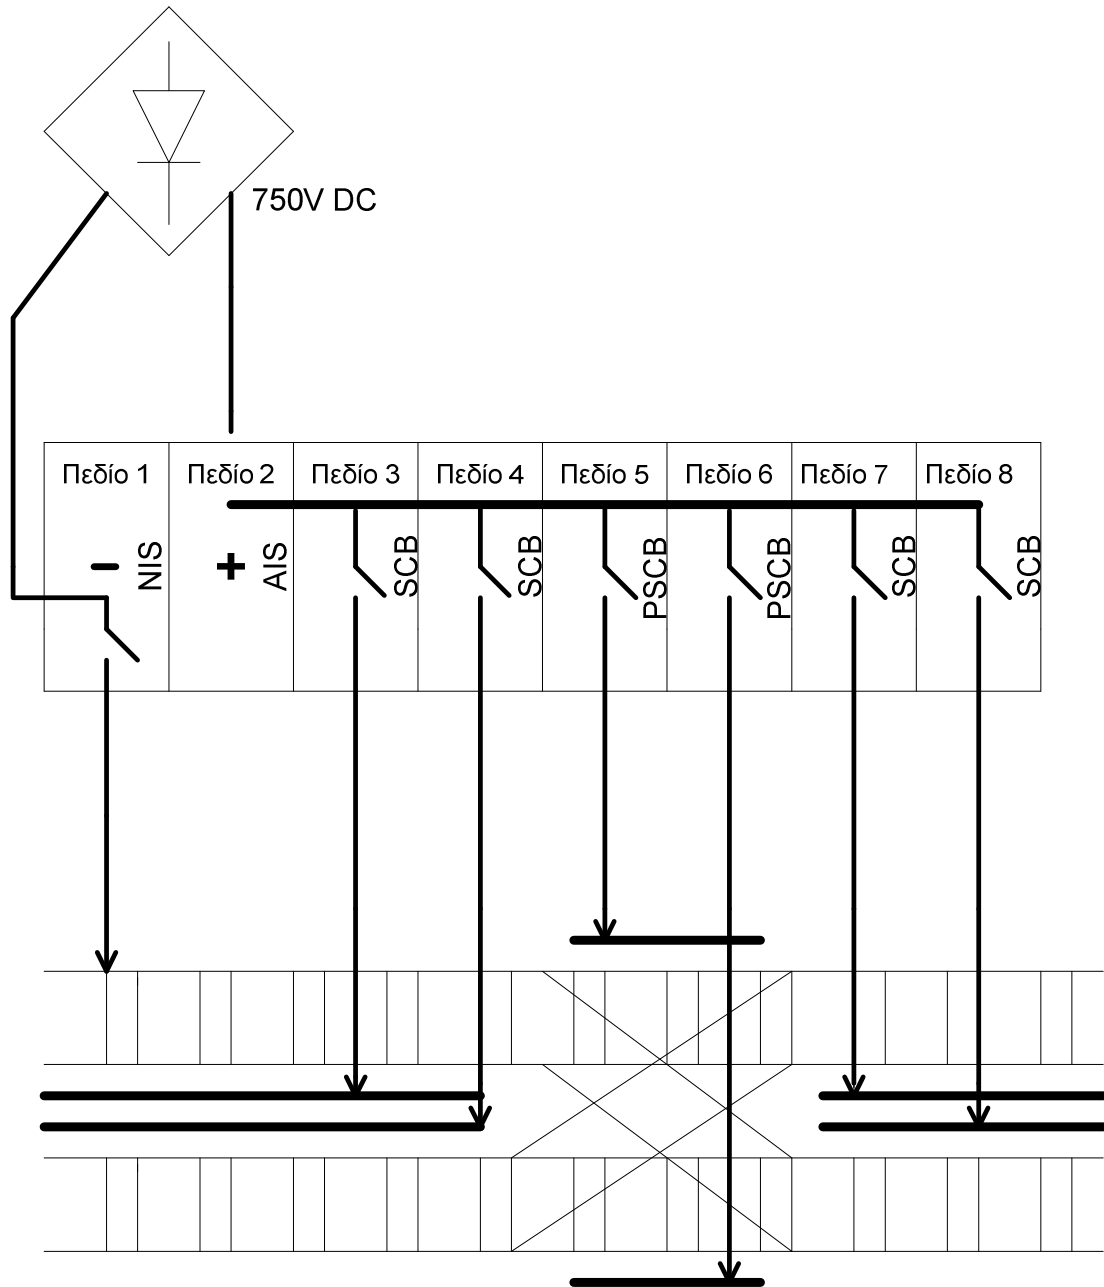 750V DC
Πεδίο 1
Πεδίο 2
Πεδίο 3
Πεδίο 4
Πεδίο 5
Πεδίο 6
Πεδίο 7
Πεδίο 8
-
NIS
+
AIS
SCB
SCB
PSCB
PSCB
SCB
SCB